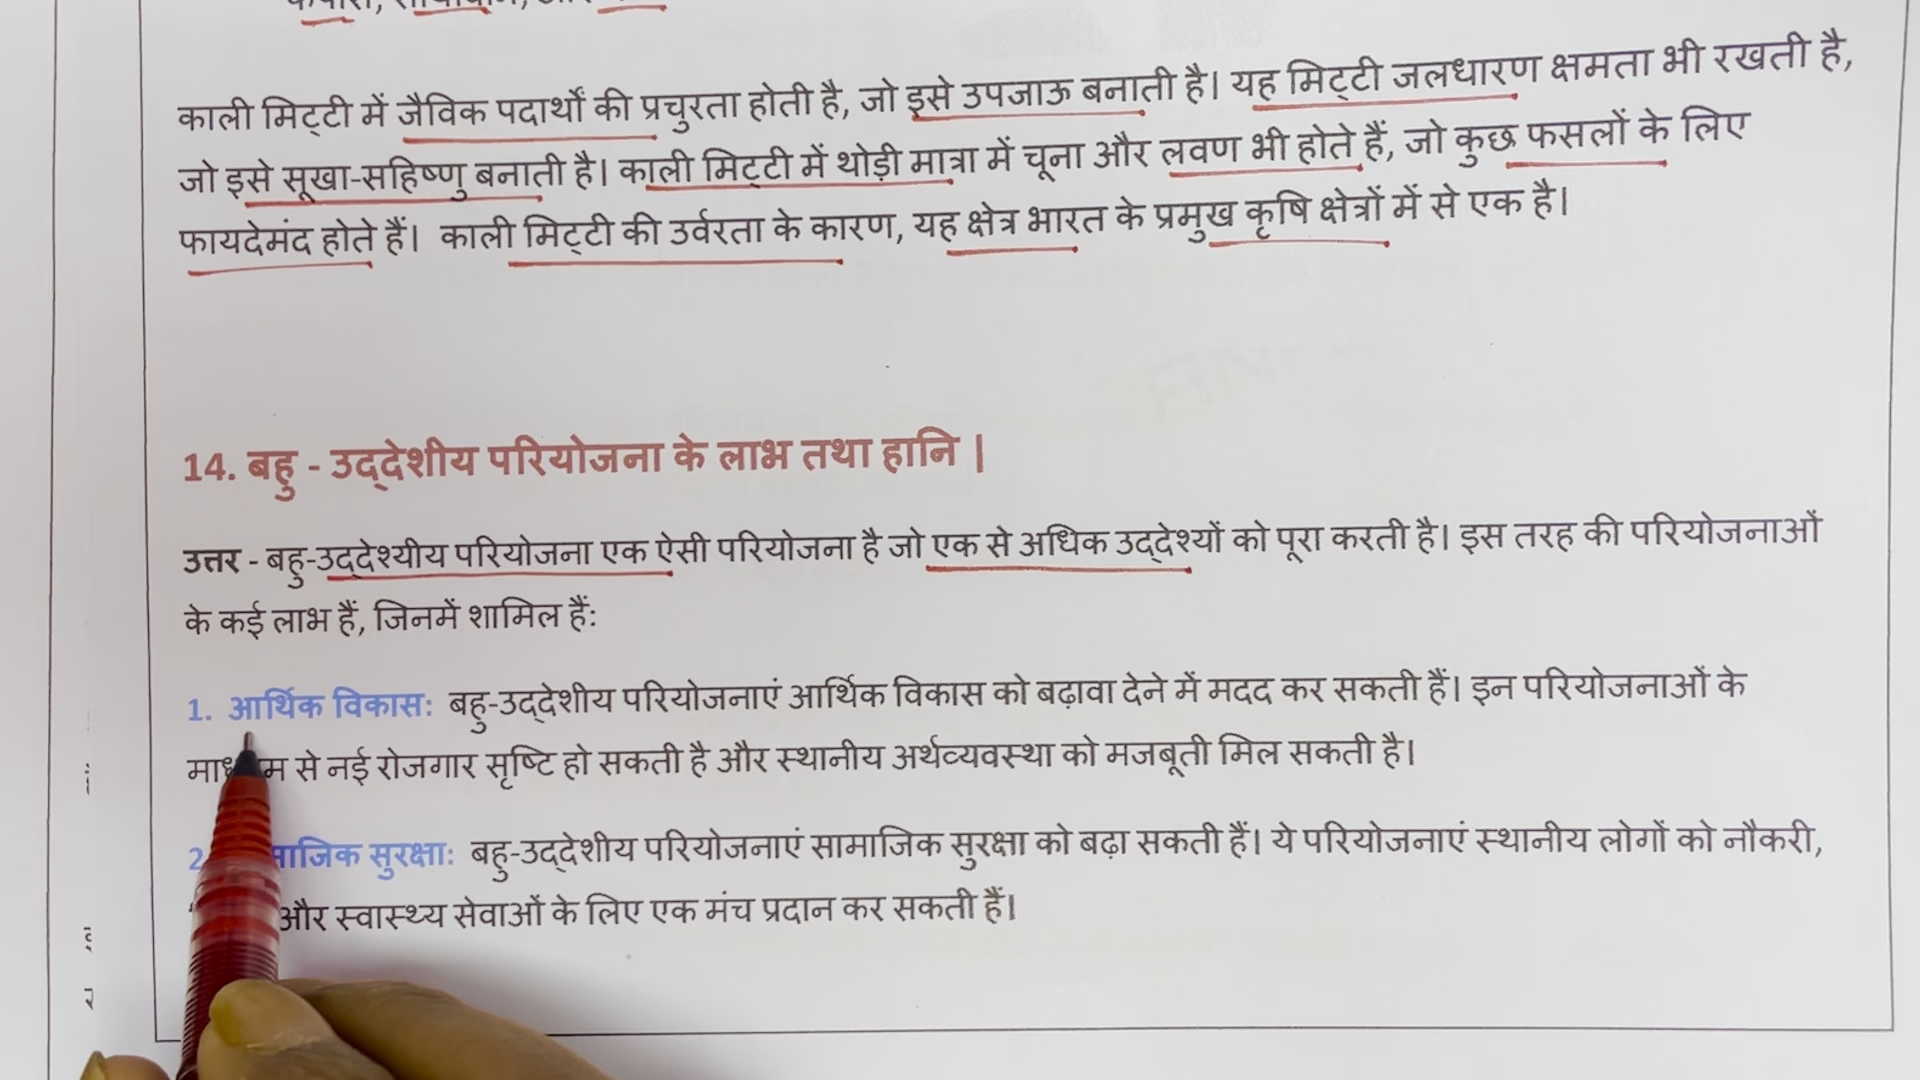 काली मिट्टी में जैविक पदार्थों की प्रचुरता होती है, जो इसे उपजाऊ बनाती है। यह मिट्टी जलधारण क्षमता भी रखती है,
जो इसे सूखा-सहिष्णु बनाती है। काली मिट्टी में थोड़ी मात्रा में चूना और लवण भी होते हैं, जो कुछ फसलों के लिए
फायदेमंद होते हैं। काली मिट्टी की उर्वरता के कारण, यह क्षेत्र भारत के प्रमुख कृषि क्षेत्रों में से एक है।
14. बहु - उद्देशीय परियोजना के लाभ तथा हानि |
उत्तर - बहु-उद्देश्यीय परियोजना एक ऐसी परियोजना है जो एक से अधिक उद्देश्यों को पूरा करती है। इस तरह की परियोजनाओं
के कई लाभ हैं, जिनमें शामिल हैं:
1. आर्थिक विकास: बहु-उद्देशीय परियोजनाएं आर्थिक विकास को बढ़ावा देने में मदद कर सकती हैं। इन परियोजनाओं के
से नई रोजगार सृष्टि हो सकती है और स्थानीय अर्थव्यवस्था को मजबूती मिल सकती है।
2 सुरक्षा: बहु-उद्देशीय परियोजनाएं सामाजिक सुरक्षा को बढ़ा सकती हैं। ये परियोजनाएं स्थानीय लोगों को नौकरी,
और स्वास्थ्य सेवाओं के लिए एक मंच प्रदान कर सकती हैं।